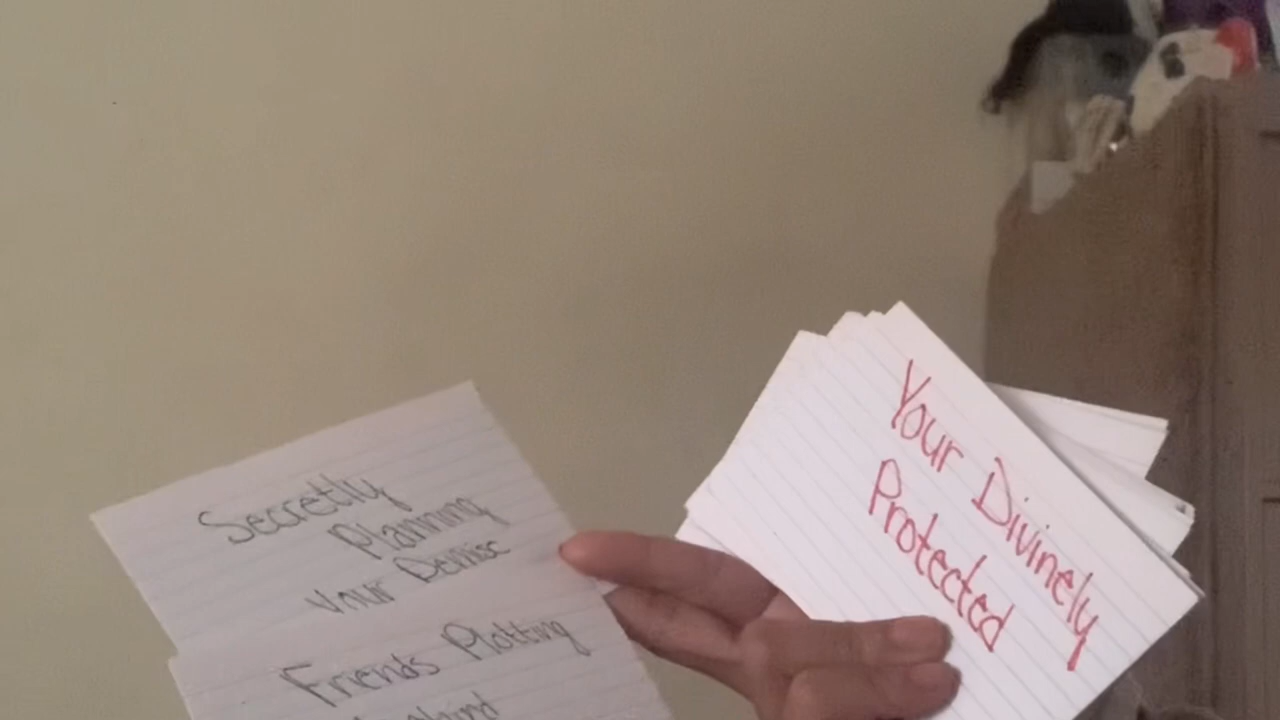 Secretly
Planning
Your Demise
Friends Plotting
Your Divinely
Protected